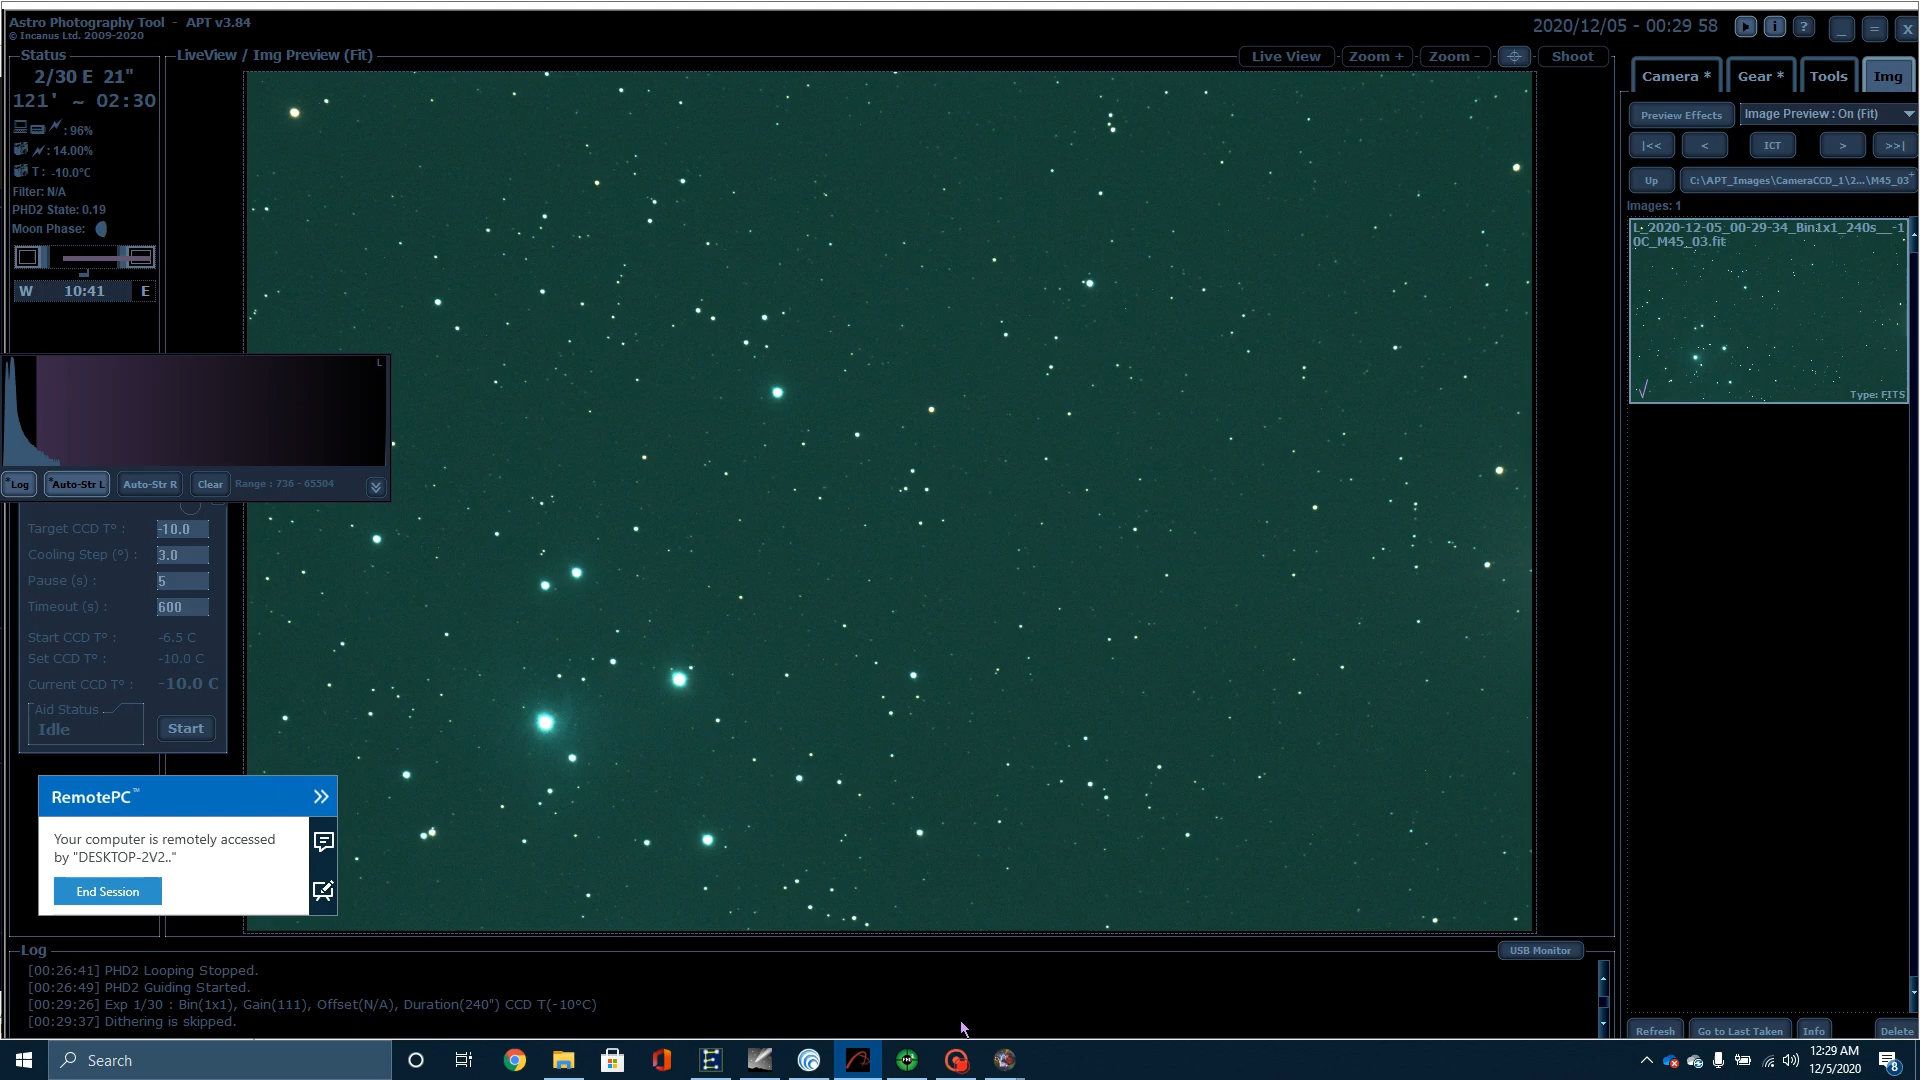 Astro Photography Tool - APT v3.84
© Incanus Ltd. 2009-2020
2020/12/05 - 00:29 58
i
?
_
=
X
Status
2/30 E 21"
121' ~ 02:30
: 96%
: 14.00%
T : -10.0°C
Filter: N/A
PHD2 State: 0.19
Moon Phase:
W 10:41 E
LiveView / Img Preview (Fit)
Live View
Zoom +
Zoom -
Shoot
Camera *
Gear *
Tools
Img
Preview Effects
Image Preview : On (Fit)
|<<
<
ICT
>
>>|
Up
C:\APT_Images\CameraCCD_1\2...\M45_03
Images: 1
L_2020-12-05_00-29-34_Bin1x1_240s__-1
0C_M45_03.fit
Type: FITS
L
*Log
*Auto-Str L
Auto-Str R
Clear
Range : 736 - 65504
Target CCD T° : -10.0
Cooling Step (°) : 3.0
Pause (s) : 5
Timeout (s) : 600
Start CCD T° : -6.5 C
Set CCD T° : -10.0 C
Current CCD T° : -10.0 C
Aid Status
Idle
Start
RemotePC™
Your computer is remotely accessed
by "DESKTOP-2V2.."
End Session
Log
USB Monitor
[00:26:41] PHD2 Looping Stopped.
[00:26:49] PHD2 Guiding Started.
[00:29:26] Exp 1/30 : Bin(1x1), Gain(111), Offset(N/A), Duration(240") CCD T(-10°C)
[00:29:37] Dithering is skipped.
Refresh
Go to Last Taken
Info
Delete
Search
12:29 AM
12/5/2020
8